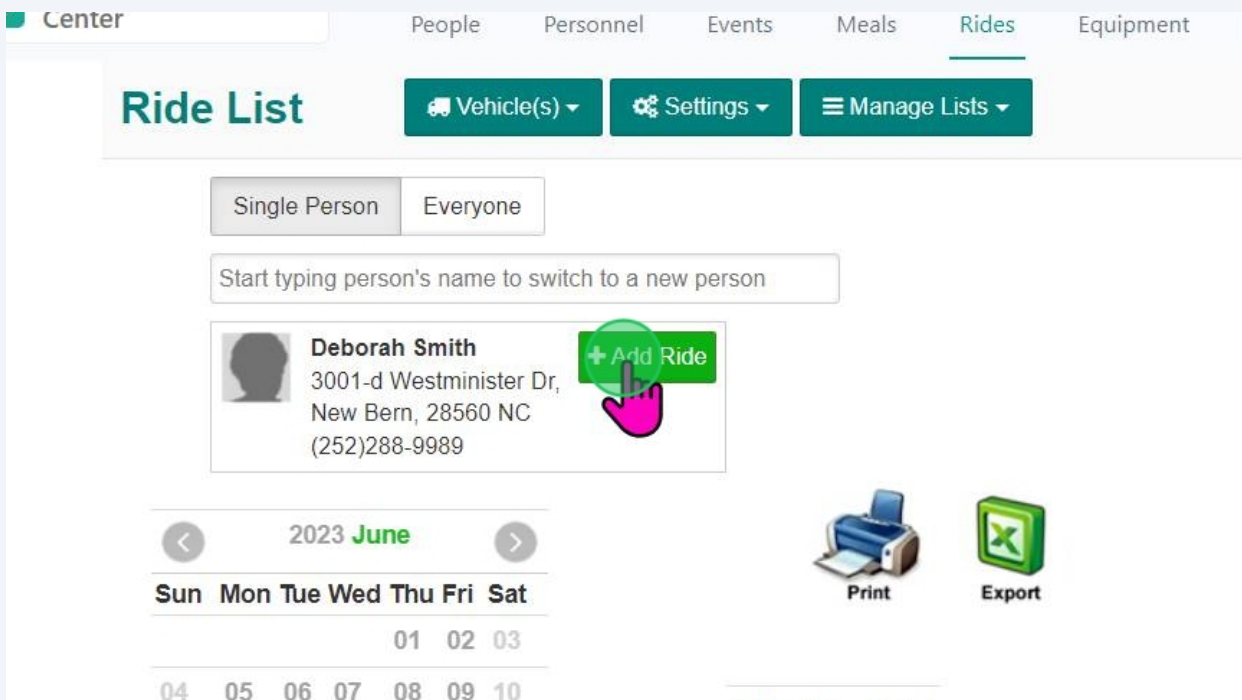 Center
People Personnel Events Meals Rides Equipment
Ride List Vehicle(s) Settings Manage Lists
Single Person Everyone
Start typing person's name to switch to a new person
Deborah Smith
+ Add Ride
3001-d Westminister Dr,
New Bern, 28560 NC
(252)288-9989
2023 June
Print Export
Sun Mon Tue Wed Thu Fri Sat
01 02 03
04 05 06 07 08 09 10